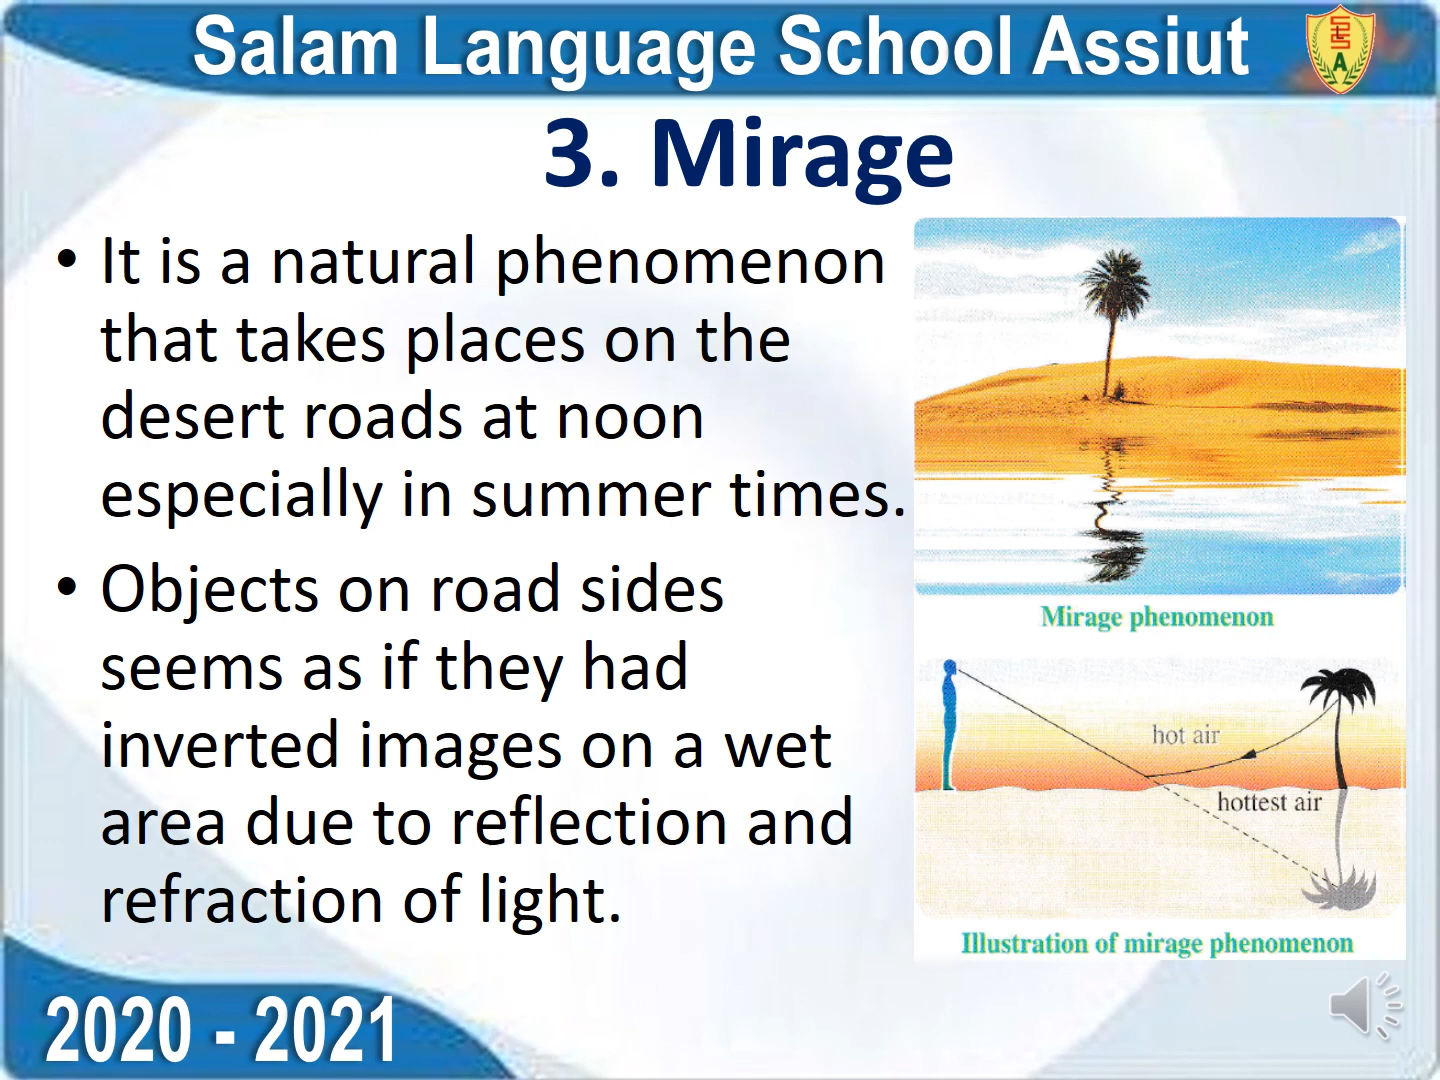 Salam Language School Assiut
S
L
S
A
3. Mirage
• It is a natural phenomenon
that takes places on the
desert roads at noon
especially in summer times.
• Objects on road sides
seems as if they had
inverted images on a wet
area due to reflection and
refraction of light.
Mirage phenomenon
hot air
hottest air
Illustration of mirage phenomenon
2020 - 2021